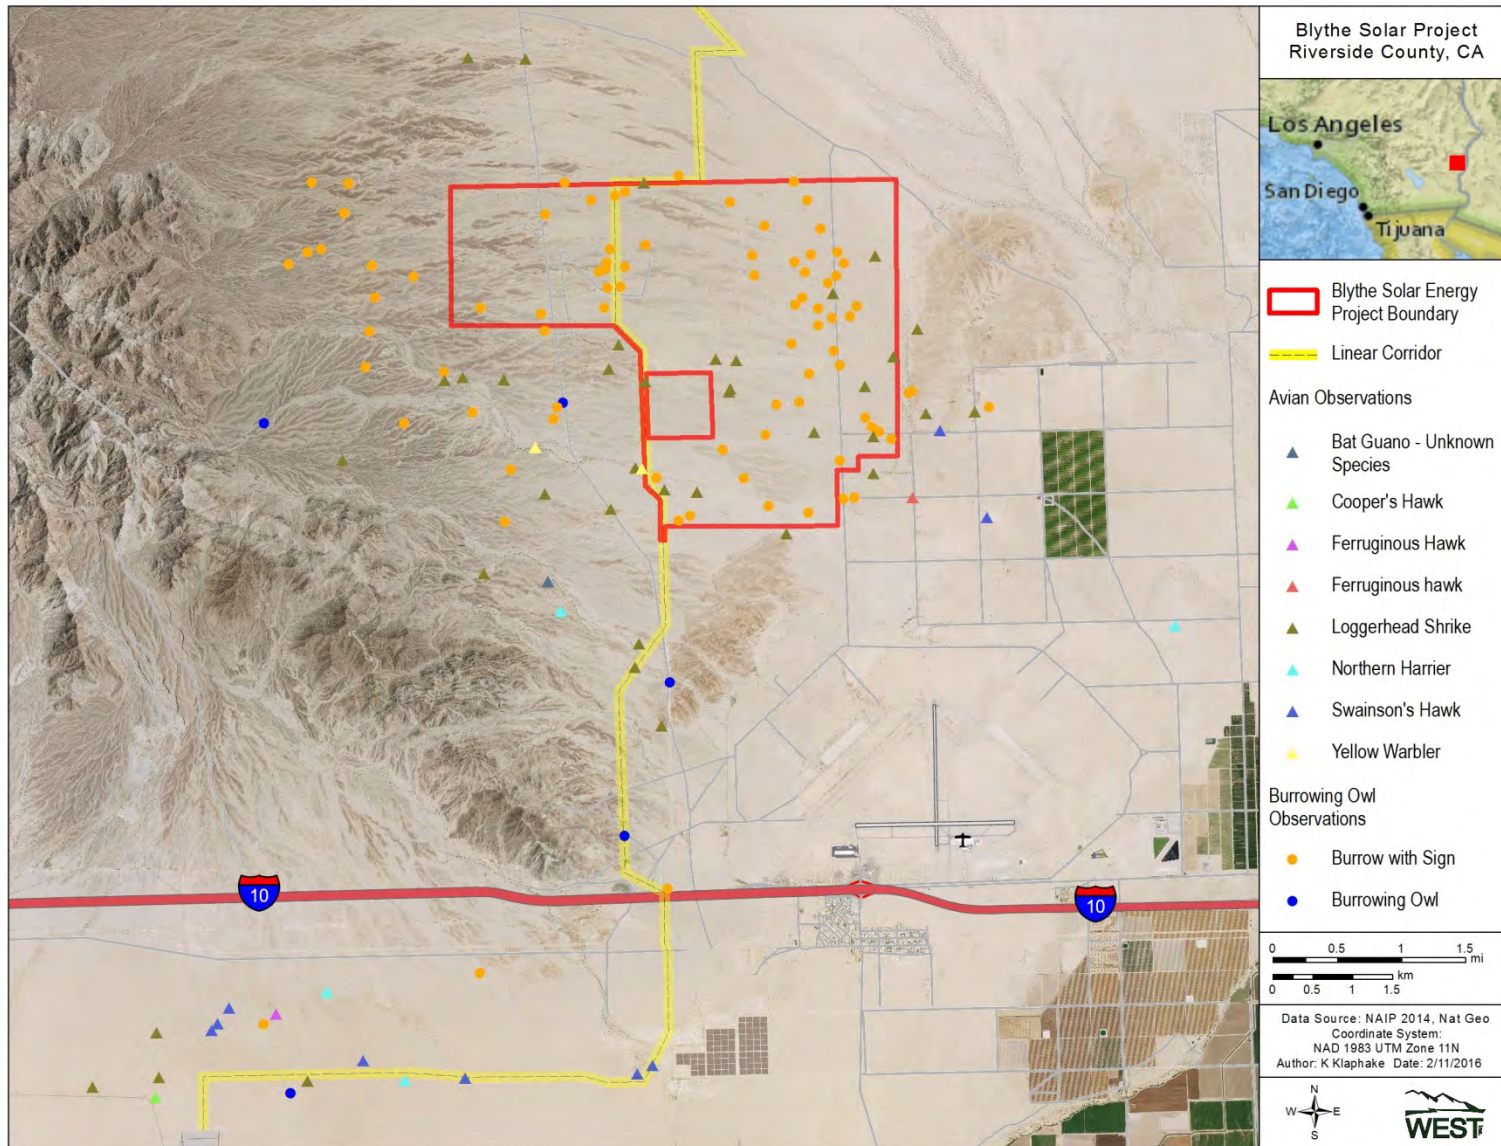 Blythe Solar Project
Riverside County, CA
Los Angeles
San Diego
Tijuana
Blythe Solar Energy
Project Boundary
Linear Corridor
Avian Observations
Bat Guano - Unknown
Species
Cooper's Hawk
Ferruginous Hawk
Ferruginous hawk
Loggerhead Shrike
Northern Harrier
Swainson's Hawk
Yellow Warbler
Burrowing Owl
Observations
Burrow with Sign
Burrowing Owl
10
10
0 0.5 1 1.5
mi
km
0 0.5 1 1.5
Data Source: NAIP 2014, Nat Geo
Coordinate System:
NAD 1983 UTM Zone 11N
Author: K Klaphake Date: 2/11/2016
N
W E
S
WEST